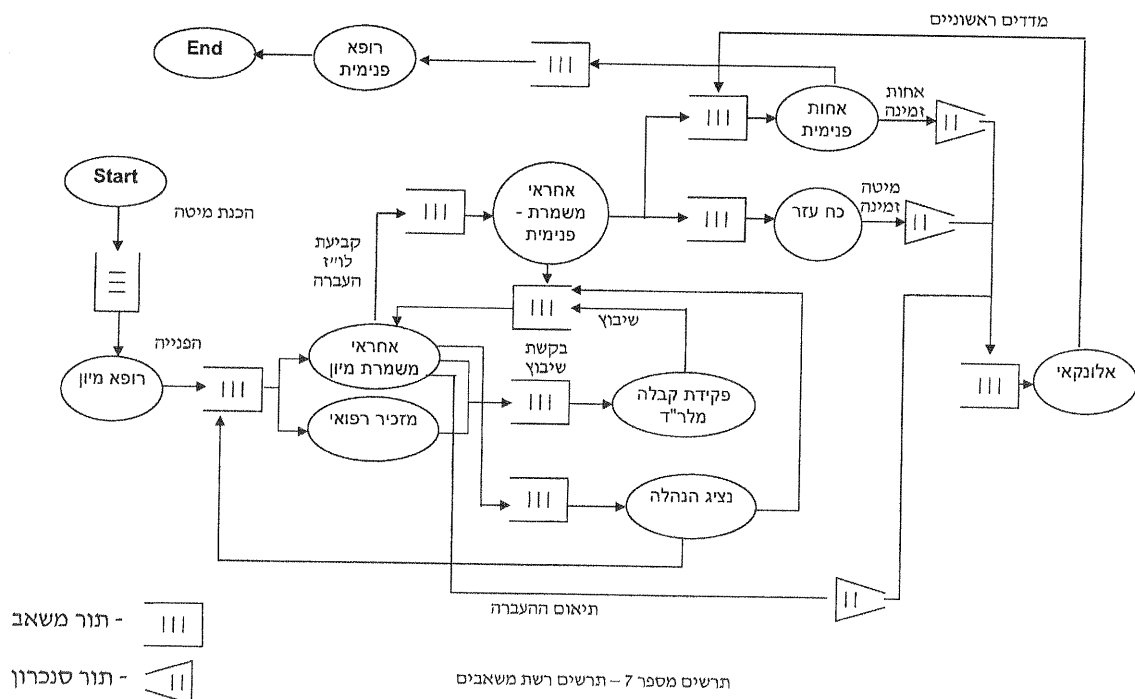 מדדים ראשוניים
End
רופא
פנימית
אחות
פנימית
אחות
זמינה
Start
הכנת מיטה
אחראי
משמרת -
פנימית
כח עזר
מיטה
זמינה
קביעת
לו"ז
העברה
שיבוץ
הפנייה
רופא מיון
אחראי
משמרת מיון
מזכיר רפואי
בקשת
שיבוץ
פקידת קבלה
מלר"ד
אלונקאי
נציג הנהלה
תיאום ההעברה
תור משאב -
תור סנכרון -
תרשים מספר 7 – תרשים רשת משאבים